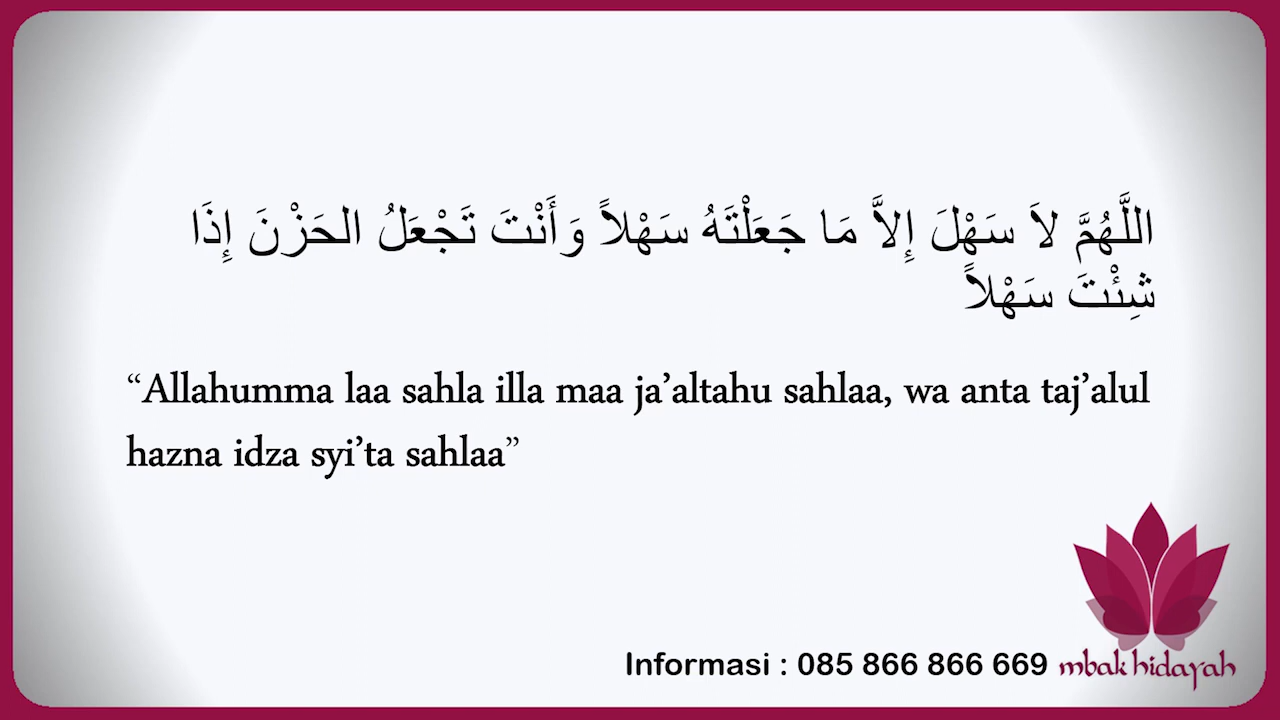 اللَّهُمَّ لاَ سَهْلَ إِلاَّ مَا جَعَلْتَهُ سَهْلاً وَأَنْتَ تَجْعَلُ الحَزْنَ إِذَا
شِئْتَ سَهْلاً
“Allahumma laa sahla illa maa ja’altahu sahlaa, wa anta taj’alul
hazna idza syi’ta sahlaa”
Informasi : 085 866 866 669 mbak hidayah